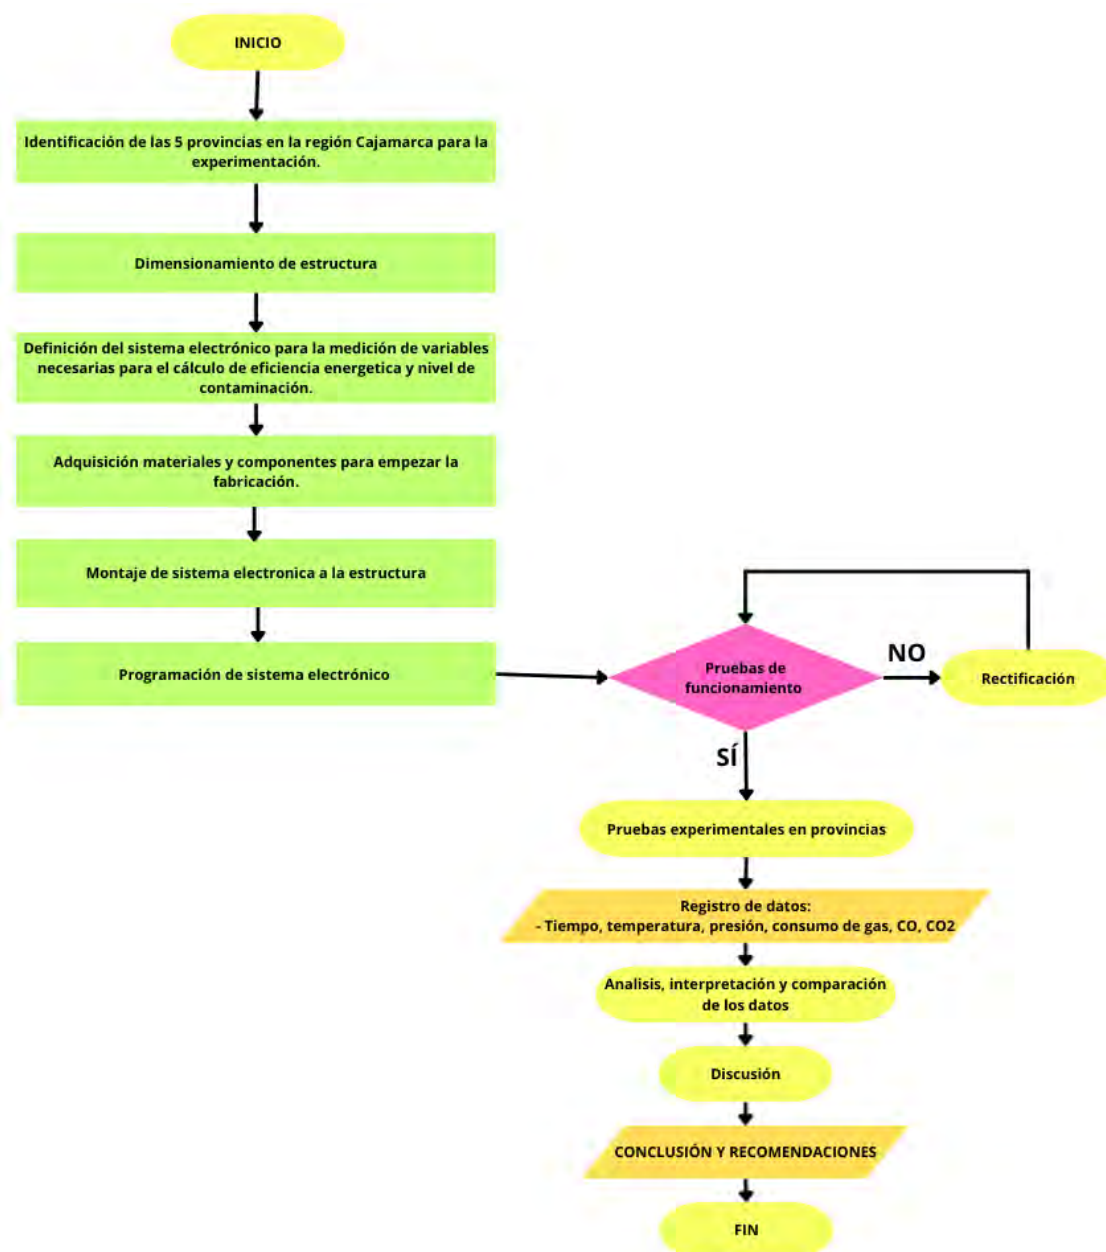 INICIO
Identificación de las 5 provincias en la región Cajamarca para la
experimentación.
Dimensionamiento de estructura
Definición del sistema electrónico para la medición de variables
necesarias para el cálculo de eficiencia energetica y nivel de
contaminación.
Adquisición materiales y componentes para empezar la
fabricación.
Montaje de sistema electronica a la estructura
Programación de sistema electrónico
Pruebas de
funcionamiento
NO
Rectificación
SÍ
Pruebas experimentales en provincias
Registro de datos:
- Tiempo, temperatura, presión, consumo de gas, CO, CO2
Analisis, interpretación y comparación
de los datos
Discusión
CONCLUSIÓN Y RECOMENDACIONES
FIN